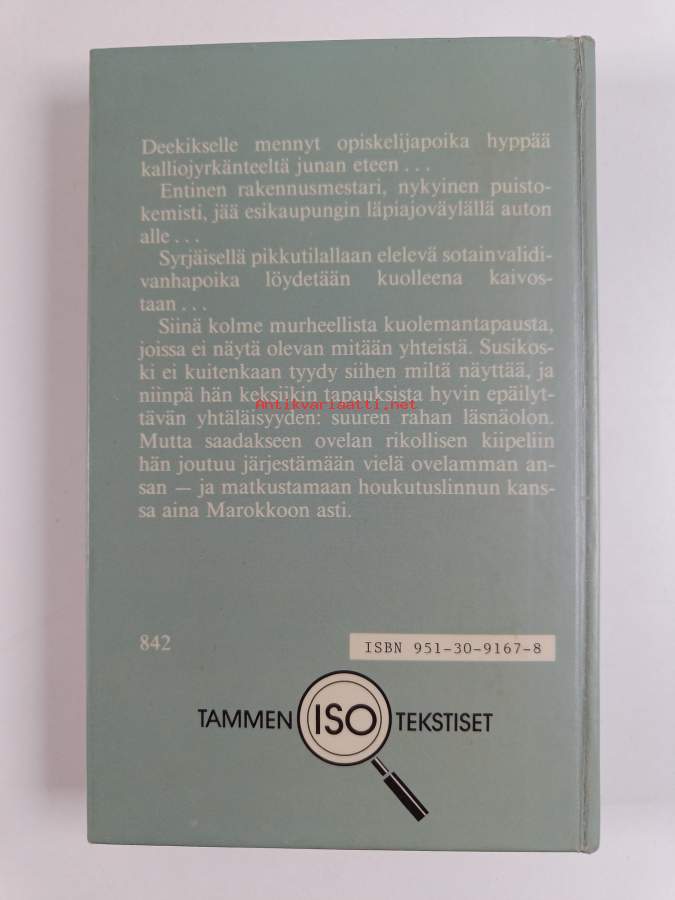 Deekikselle mennyt opiskelijapoika hyppää
kalliojyrkänteeltä junan eteen . . .
Entinen rakennusmestari, nykyinen puisto-
kemisti, jää esikaupungin läpiajoväylällä auton
alle . . .
Syrjäisellä pikkutilallaan elelevä sotainvalidi-
vanhapoika löydetään kuolleena kaivos-
taan . . .
Siinä kolme murheellista kuolemantapausta,
joissa ei näytä olevan mitään yhteistä. Susikos-
ki ei kuitenkaan tyydy siihen miltä näyttää, ja
niinpä hän keksiikin tapauksista hyvin epäilyt-
Antikvariaatti.net
tävän yhtäläisyyden: suuren rahan läsnäolon.
Mutta saadakseen ovelan rikollisen kiipeliin
hän joutuu järjestämään vielä ovelamman an-
san — ja matkustamaan houkutuslinnun kans-
sa aina Marokkoon asti.
842
ISBN 951-30-9167-8
TAMMEN ISO TEKSTISET